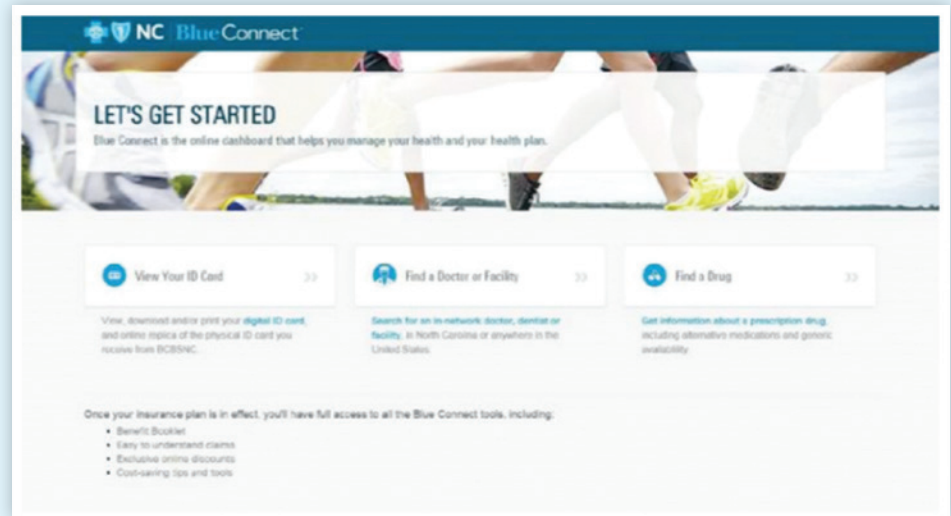 NC Blue Connect
LET'S GET STARTED
Blue Connect is the online dashboard that helps you manage your health and your health plan.
View Your ID Card >>
Find a Doctor or Facility >>
Find a Drug >>
View, download and/or print your digital ID card,
and online replica of the physical ID card you
receive from BCBSNC.
Search for an in-network doctor, dentist or
facility, in North Carolina or anywhere in the
United States.
Get information about a prescription drug,
including alternative medications and generic
availability.
Once your insurance plan is in effect, you'll have full access to all the Blue Connect tools, including:
• Benefit Booklet
• Easy to understand claims
• Exclusive online discounts
• Cost-saving tips and tools